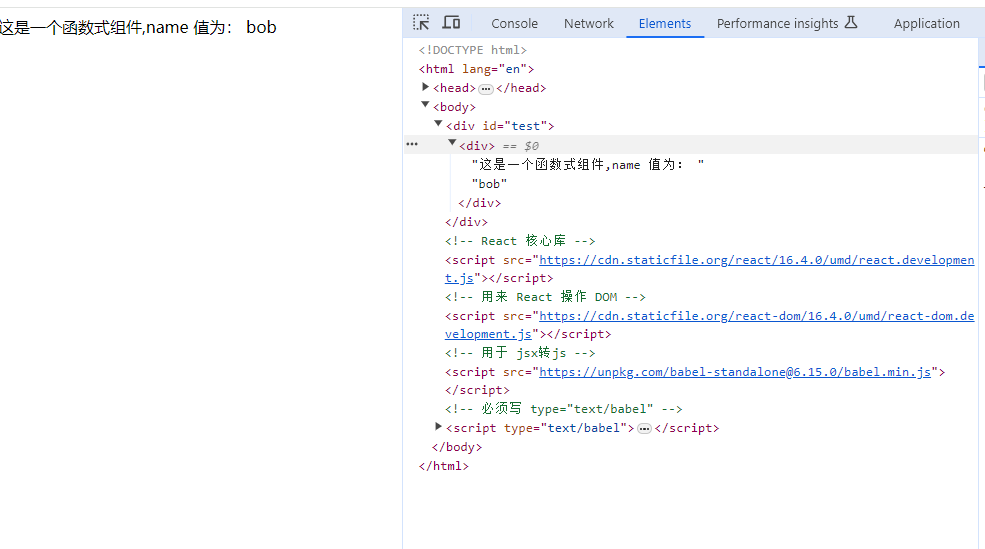 这是一个函数式组件,name 值为： bob
Console Network Elements Performance insights Application
<!DOCTYPE html>
<html lang="en">
<head>…</head>
<body>
<div id="test">
… <div> == $0
"这是一个函数式组件,name 值为： "
"bob"
</div>
</div>
<!-- React 核心库 -->
<script src="https://cdn.staticfile.org/react/16.4.0/umd/react.developmen
t.js"></script>
<!-- 用来 React 操作 DOM -->
<script src="https://cdn.staticfile.org/react-dom/16.4.0/umd/react-dom.de
velopment.js"></script>
<!-- 用于 jsx转js -->
<script src="https://unpkg.com/babel-standalone@6.15.0/babel.min.js">
</script>
<!-- 必须写 type="text/babel" -->
<script type="text/babel">…</script>
</body>
</html>